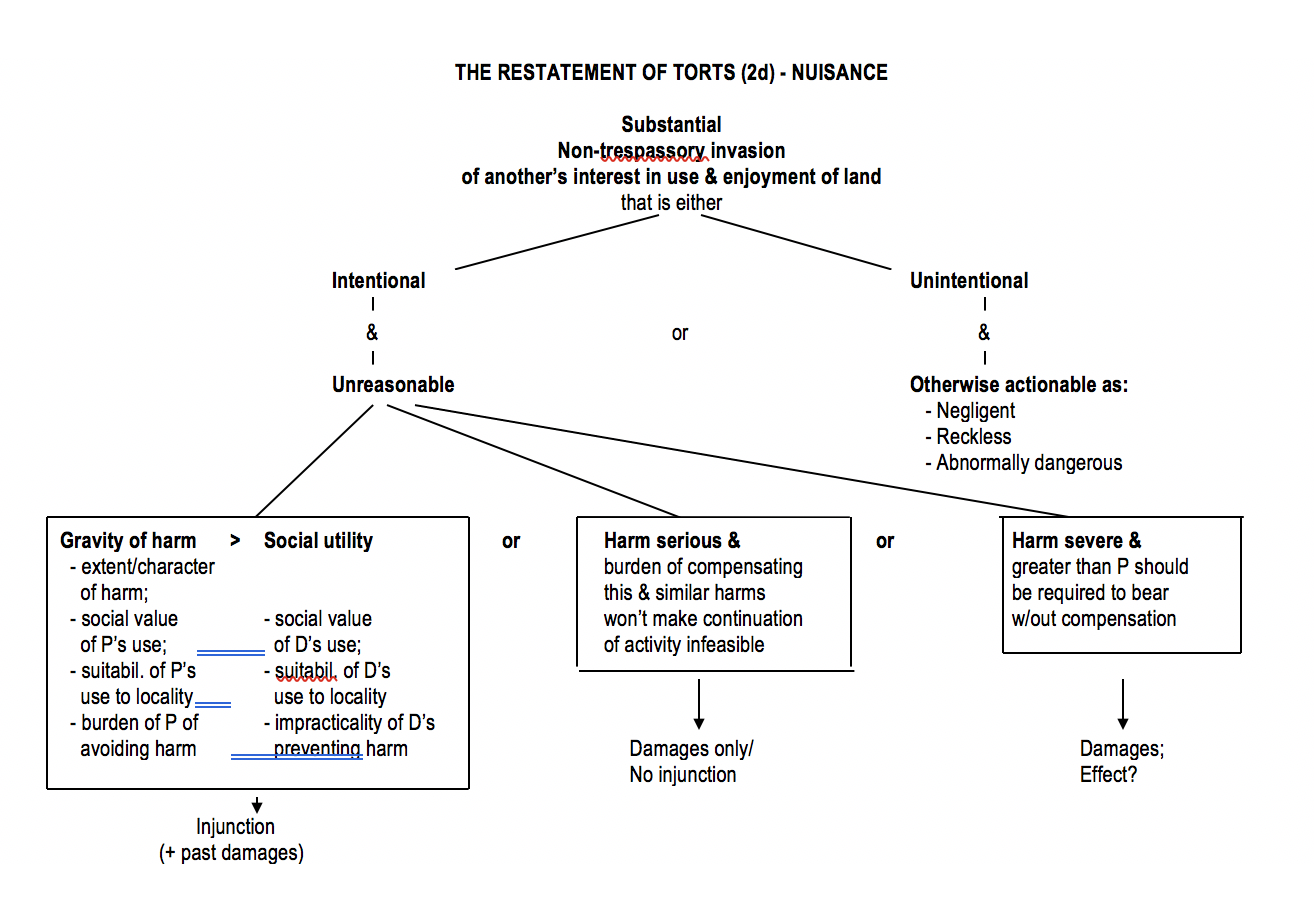 THE RESTATEMENT OF TORTS (2d) - NUISANCE
Substantial
Non-trespassory invasion
of another's interest in use & enjoyment of land
that is either
Intentional
Unintentional
&
or
&
Unreasonable
Otherwise actionable as:
- Negligent
- Reckless
- Abnormally dangerous
Gravity of harm > Social utility
- extent/character
of harm;
- social value - social value
of P's use; of D's use;
- suitabil. of P's - suitabil. of D's
use to locality use to locality
- burden of P of - impracticality of D's
avoiding harm preventing harm
or
Harm serious &
burden of compensating
this & similar harms
won't make continuation
of activity infeasible
or
Harm severe &
greater than P should
be required to bear
w/out compensation
Injunction
(+ past damages)
Damages only/
No injunction
Damages;
Effect?